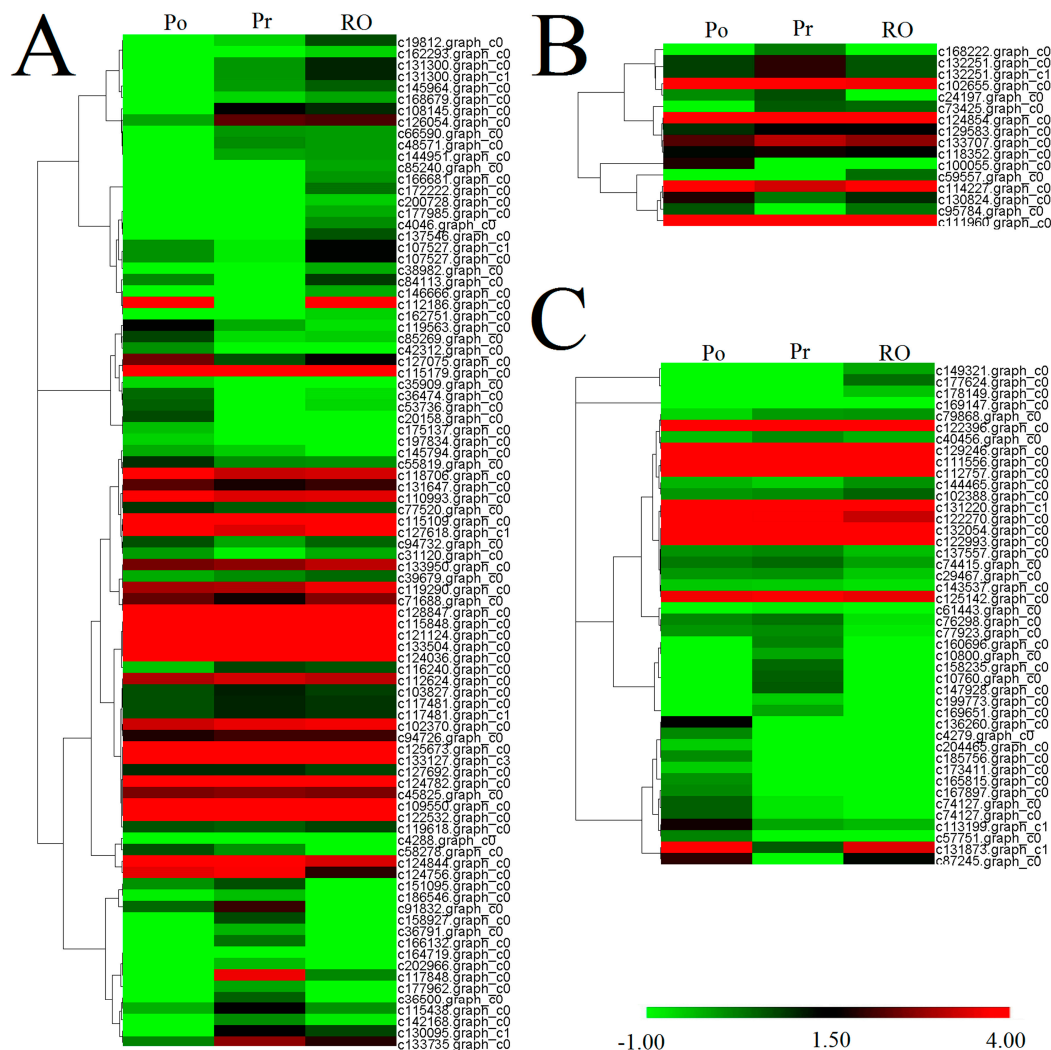 A
Po Pr RO
c19812.graph_c0
c162293.graph_c0
c131300.graph_c0
c131300.graph_c1
c145964.graph_c0
c168679.graph_c0
c108145.graph_c0
c126054.graph_c0
c66590.graph_c0
c48571.graph_c0
c144951.graph_c0
c85240.graph_c0
c166681.graph_c0
c172222.graph_c0
c200728.graph_c0
c177985.graph_c0
c4046.graph_c0
c137546.graph_c0
c107527.graph_c1
c107527.graph_c0
c38982.graph_c0
c84113.graph_c0
c146666.graph_c0
c112186.graph_c0
c162751.graph_c0
c119563.graph_c0
c85269.graph_c0
c42312.graph_c0
c127075.graph_c0
c115179.graph_c0
c35909.graph_c0
c36474.graph_c0
c53736.graph_c0
c20158.graph_c0
c175137.graph_c0
c197834.graph_c0
c145794.graph_c0
c55819.graph_c0
c118706.graph_c0
c131647.graph_c0
c110993.graph_c0
c77520.graph_c0
c115109.graph_c0
c127618.graph_c1
c94732.graph_c0
c31120.graph_c0
c133950.graph_c0
c39679.graph_c0
c119290.graph_c0
c71688.graph_c0
c128847.graph_c0
c115848.graph_c0
c121124.graph_c0
c133504.graph_c0
c124036.graph_c0
c116240.graph_c0
c112624.graph_c0
c103827.graph_c0
c117481.graph_c0
c117481.graph_c1
c102370.graph_c0
c94726.graph_c0
c125673.graph_c0
c133127.graph_c3
c127692.graph_c0
c124782.graph_c0
c45825.graph_c0
c109550.graph_c0
c122532.graph_c0
c119618.graph_c0
c4288.graph_c0
c58278.graph_c0
c124844.graph_c0
c124756.graph_c0
c151095.graph_c0
c186546.graph_c0
c91832.graph_c0
c158927.graph_c0
c36791.graph_c0
c166132.graph_c0
c164719.graph_c0
c202966.graph_c0
c117848.graph_c0
c177962.graph_c0
c36500.graph_c0
c115438.graph_c0
c142168.graph_c0
c130095.graph_c1
c133735.graph_c0
B
Po Pr RO
c168222.graph_c0
c132251.graph_c0
c132251.graph_c1
c102655.graph_c0
c24197.graph_c0
c73425.graph_c0
c124854.graph_c0
c129583.graph_c0
c133707.graph_c0
c118352.graph_c0
c100055.graph_c0
c59557.graph_c0
c114227.graph_c0
c130824.graph_c0
c95784.graph_c0
c111960.graph_c0
C
Po Pr RO
c149321.graph_c0
c177624.graph_c0
c178149.graph_c0
c169147.graph_c0
c79868.graph_c0
c122396.graph_c0
c40456.graph_c0
c129246.graph_c0
c111556.graph_c0
c112757.graph_c0
c144465.graph_c0
c102388.graph_c0
c131220.graph_c1
c122270.graph_c0
c132054.graph_c0
c122993.graph_c0
c137557.graph_c0
c74415.graph_c0
c29467.graph_c0
c143537.graph_c0
c125142.graph_c0
c61443.graph_c0
c76298.graph_c0
c77923.graph_c0
c160696.graph_c0
c10800.graph_c0
c158235.graph_c0
c10760.graph_c0
c147928.graph_c0
c199773.graph_c0
c169651.graph_c0
c136260.graph_c0
c4279.graph_c0
c204465.graph_c0
c185756.graph_c0
c173411.graph_c0
c165815.graph_c0
c167897.graph_c0
c74127.graph_c0
c74127.graph_c0
c113199.graph_c1
c57751.graph_c0
c131873.graph_c1
c87245.graph_c0
-1.00 1.50 4.00